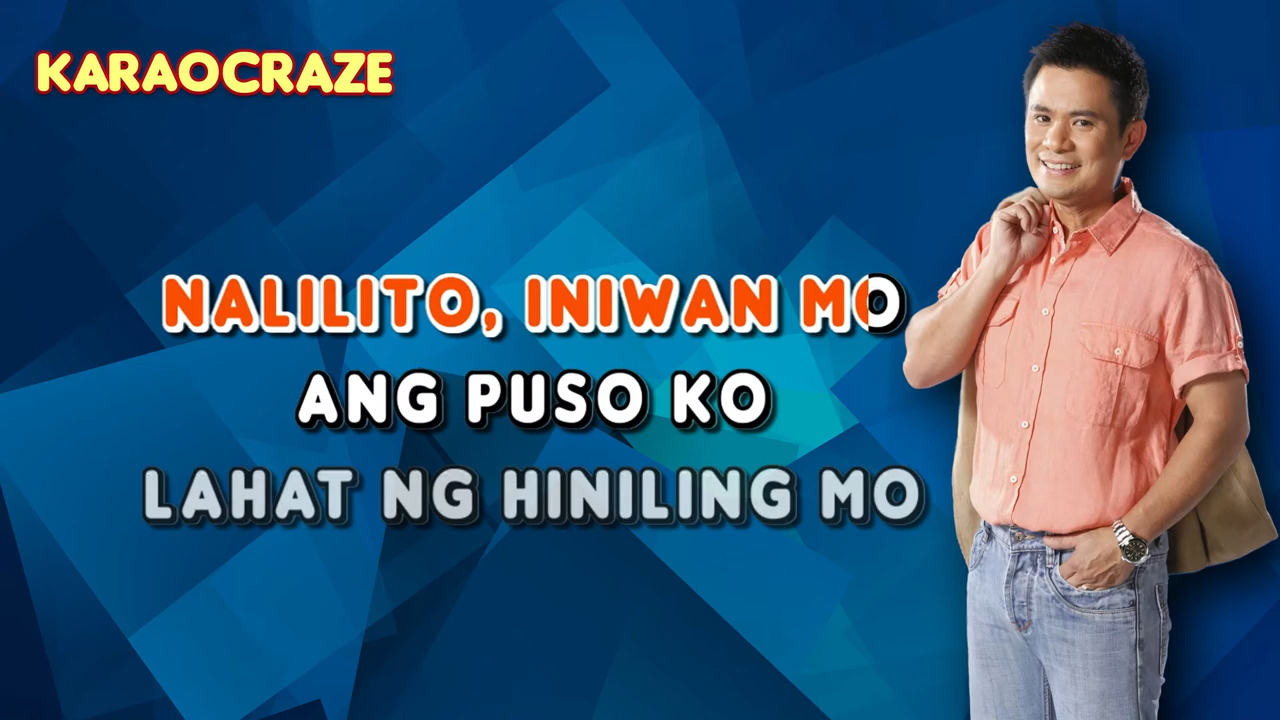 KARAOCRAZE
NALILITO, INIWAN MO
ANG PUSO KO
LAHAT NG HINILING MO